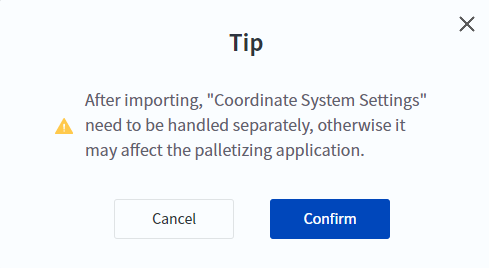 Tip
After importing, "Coordinate System Settings"
need to be handled separately, otherwise it
may affect the palletizing application.
Cancel
Confirm